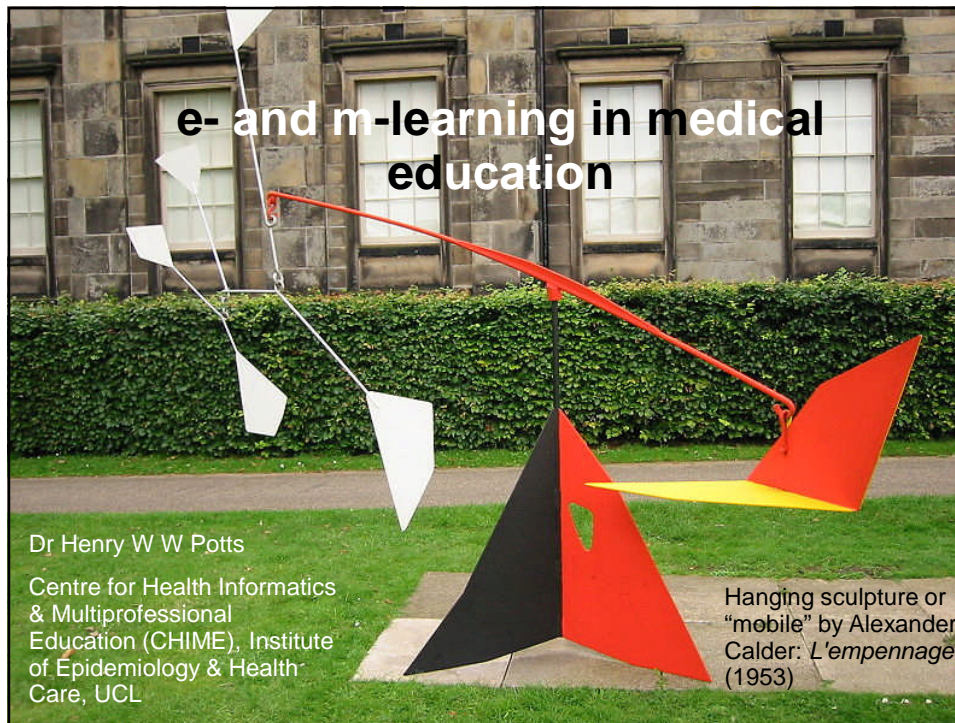 e- and m-learning in medical
education
Dr Henry W W Potts
Centre for Health Informatics
& Multiprofessional
Education (CHIME), Institute
of Epidemiology & Health
Care, UCL
Hanging sculpture or
“mobile” by Alexander
Calder: L'empennage
(1953)